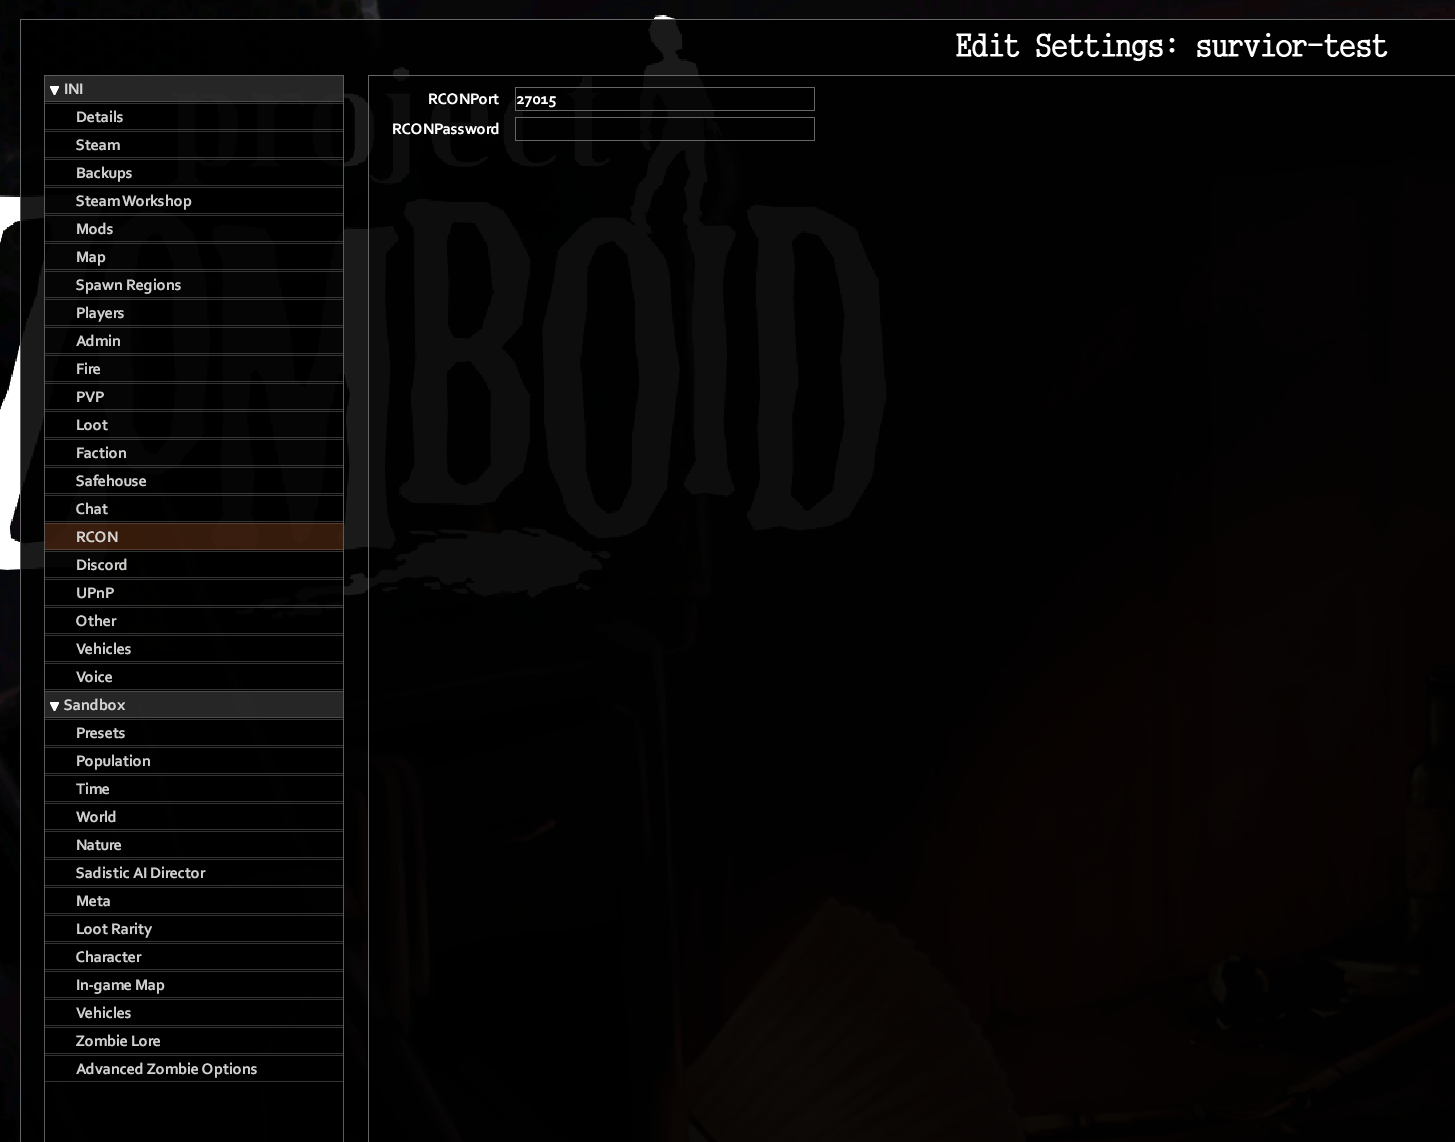 Edit Settings: survior-test
INI
Details
Steam
Backups
Steam Workshop
Mods
Map
Spawn Regions
Players
Admin
Fire
PVP
Loot
Faction
Safehouse
Chat
RCON
Discord
UPnP
Other
Vehicles
Voice
Sandbox
Presets
Population
Time
World
Nature
Sadistic AI Director
Meta
Loot Rarity
Character
In-game Map
Vehicles
Zombie Lore
Advanced Zombie Options
RCONPort 27015
RCONPassword
project
ZOMBOID